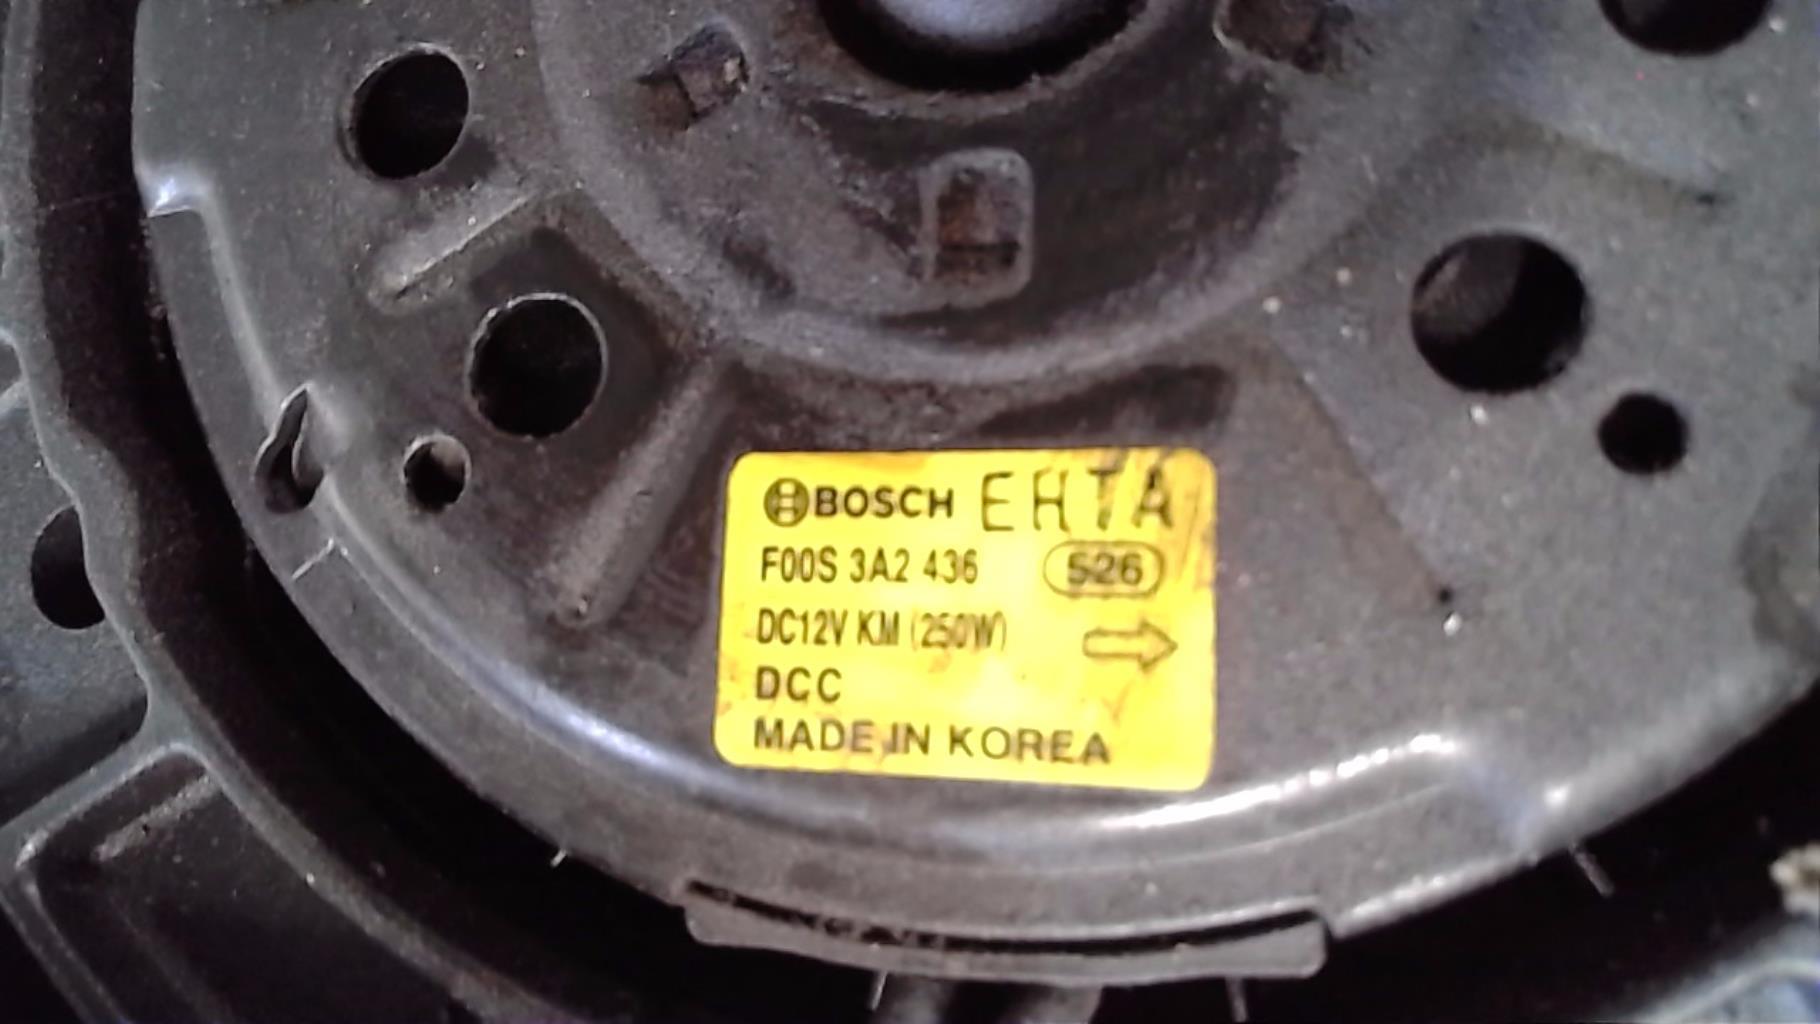 BOSCH EHTA
F00S 3A2 436 526
DC12V KM (250W)
DCC
MADE IN KOREA